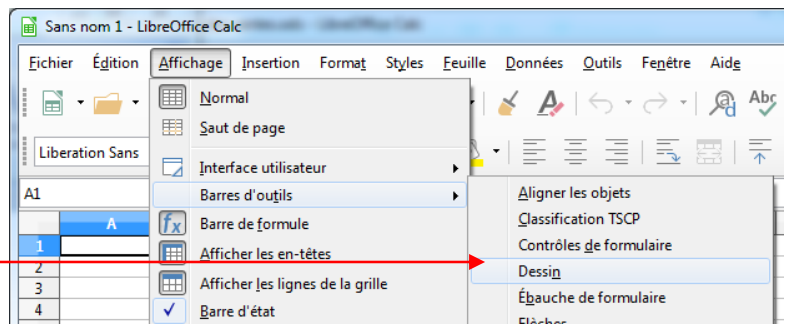 Sans nom 1 - LibreOffice Calc
Fichier Édition Affichage Insertion Format Styles Feuille Données Outils Fenêtre Aide
Normal
Saut de page
Liberation Sans
Interface utilisateur
A1
Barres d'outils
Aligner les objets
A
Barre de formule
Classification TSCP
1
Afficher les en-têtes
Contrôles de formulaire
2
Dessin
3
Afficher les lignes de la grille
Ébauche de formulaire
4
Barre d'état
Flèches